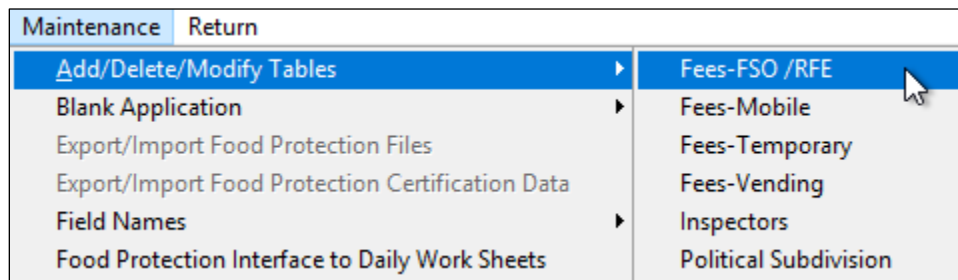 Maintenance Return
Add/Delete/Modify Tables
Blank Application
Export/Import Food Protection Files
Export/Import Food Protection Certification Data
Field Names
Food Protection Interface to Daily Work Sheets
Fees-FSO /RFE
Fees-Mobile
Fees-Temporary
Fees-Vending
Inspectors
Political Subdivision